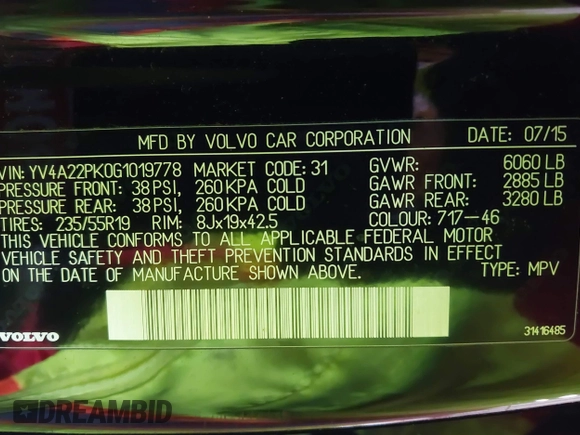 MFD BY VOLVO CAR CORPORATION DATE: 07/15
VIN: YV4A22PK0G1019778 MARKET CODE: 31 GVWR: 6060 LB
PRESSURE FRONT: 38 PSI, 260 KPA COLD GAWR FRONT: 2885 LB
PRESSURE REAR: 38 PSI, 260 KPA COLD GAWR REAR: 3280 LB
TIRES: 235/55R19 RIM: 8Jx19x42.5 COLOUR: 717-46
THIS VEHICLE CONFORMS TO ALL APPLICABLE FEDERAL MOTOR
VEHICLE SAFETY AND THEFT PREVENTION STANDARDS IN EFFECT
ON THE DATE OF MANUFACTURE SHOWN ABOVE. TYPE: MPV
VOLVO 31416485
DREAMBID